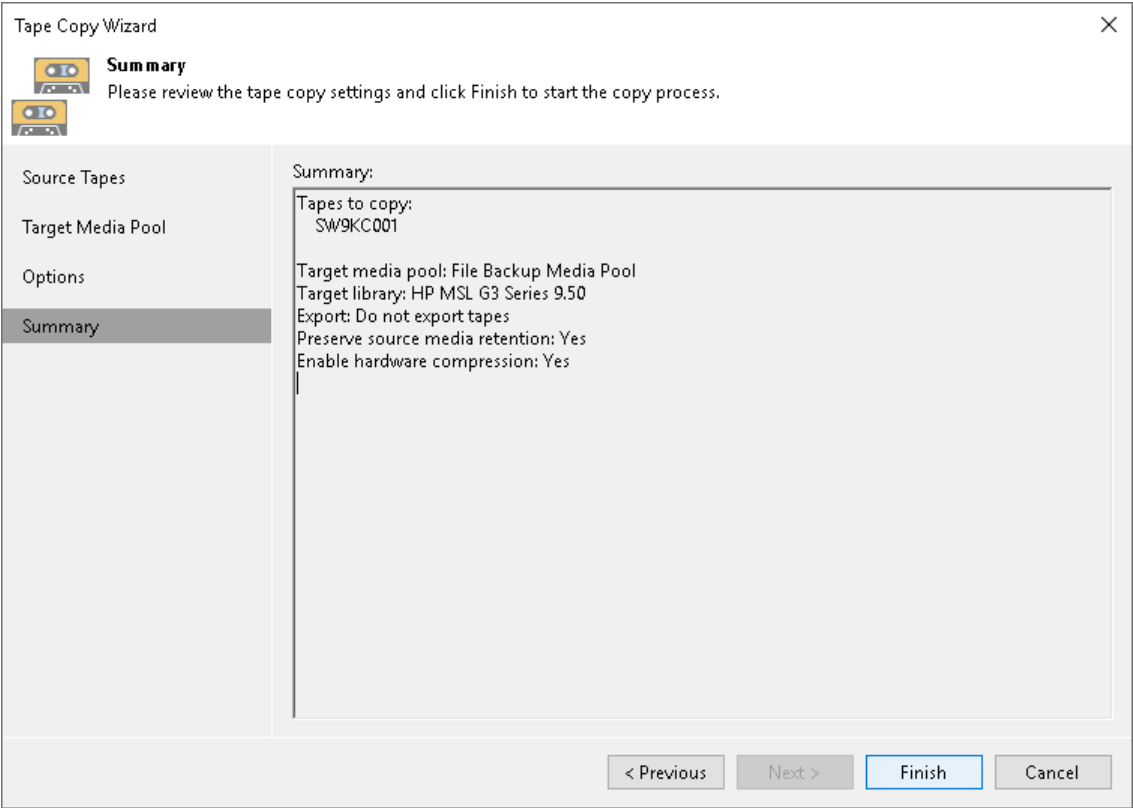 Tape Copy Wizard
Summary
Please review the tape copy settings and click Finish to start the copy process.
Source Tapes
Target Media Pool
Options
Summary
Summary:
Tapes to copy:
SW9KC001
Target media pool: File Backup Media Pool
Target library: HP MSL G3 Series 9.50
Export: Do not export tapes
Preserve source media retention: Yes
Enable hardware compression: Yes
< Previous
Next >
Finish
Cancel